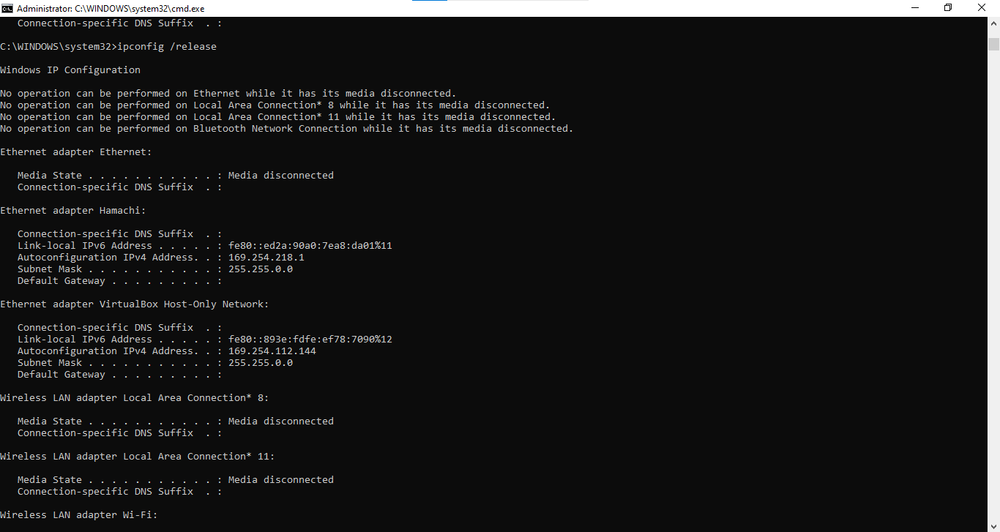 Administrator: C:\WINDOWS\system32\cmd.exe
   Connection-specific DNS Suffix  . :
C:\WINDOWS\system32>ipconfig /release
Windows IP Configuration
No operation can be performed on Ethernet while it has its media disconnected.
No operation can be performed on Local Area Connection* 8 while it has its media disconnected.
No operation can be performed on Local Area Connection* 11 while it has its media disconnected.
No operation can be performed on Bluetooth Network Connection while it has its media disconnected.
Ethernet adapter Ethernet:
   Media State . . . . . . . . . . . : Media disconnected
   Connection-specific DNS Suffix  . :
Ethernet adapter Hamachi:
   Connection-specific DNS Suffix  . :
   Link-local IPv6 Address . . . . . : fe80::ed2a:90a0:7ea8:da01%11
   Autoconfiguration IPv4 Address. . : 169.254.218.1
   Subnet Mask . . . . . . . . . . . : 255.255.0.0
   Default Gateway . . . . . . . . . :
Ethernet adapter VirtualBox Host-Only Network:
   Connection-specific DNS Suffix  . :
   Link-local IPv6 Address . . . . . : fe80::893e:fdfe:ef78:7090%12
   Autoconfiguration IPv4 Address. . : 169.254.112.144
   Subnet Mask . . . . . . . . . . . : 255.255.0.0
   Default Gateway . . . . . . . . . :
Wireless LAN adapter Local Area Connection* 8:
   Media State . . . . . . . . . . . : Media disconnected
   Connection-specific DNS Suffix  . :
Wireless LAN adapter Local Area Connection* 11:
   Media State . . . . . . . . . . . : Media disconnected
   Connection-specific DNS Suffix  . :
Wireless LAN adapter Wi-Fi: